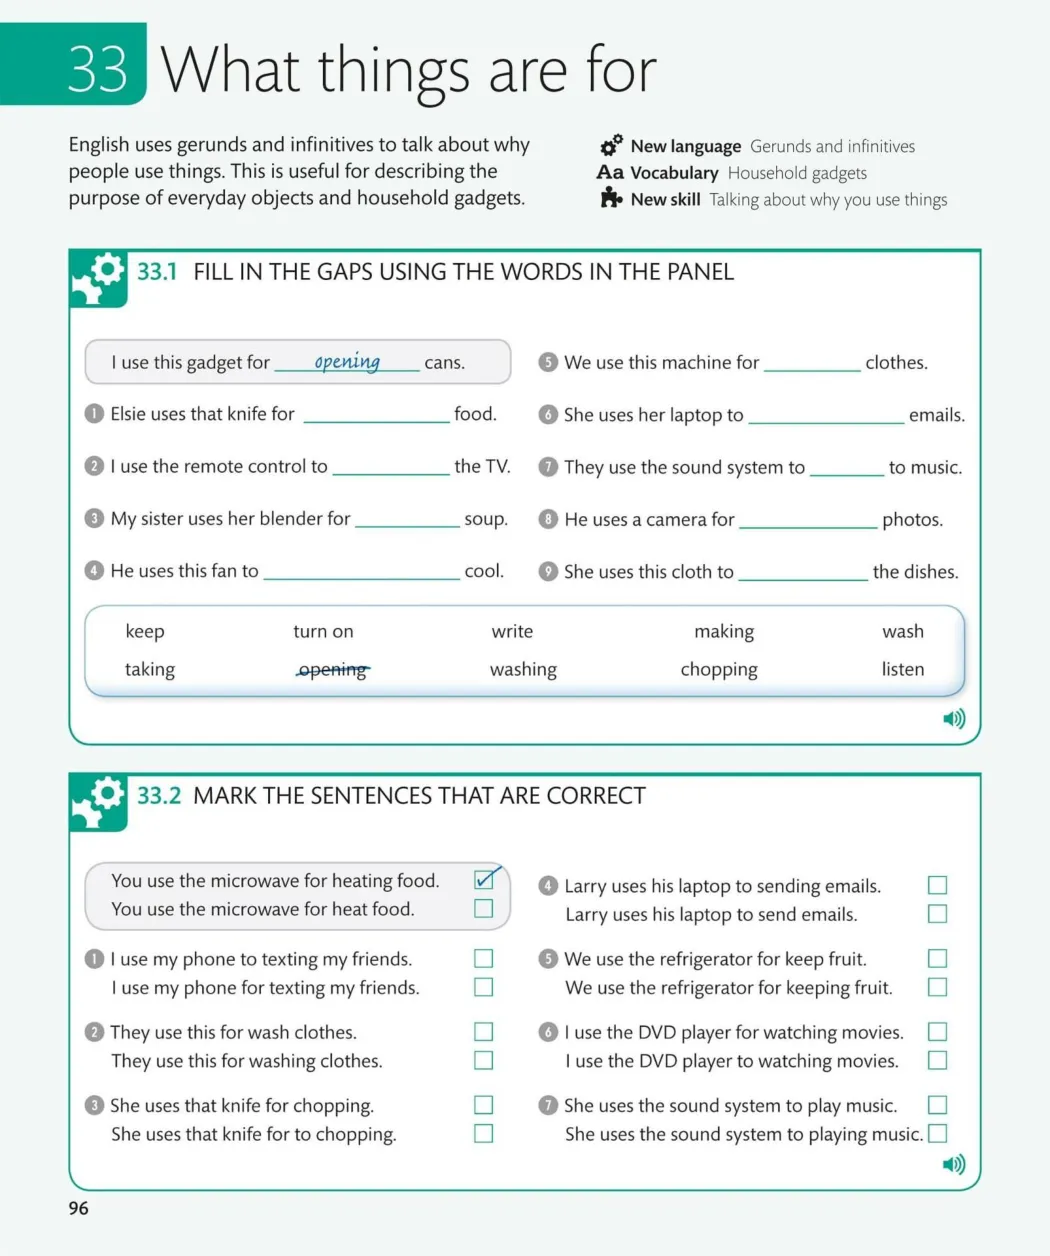 33 What things are for
English uses gerunds and infinitives to talk about why
people use things. This is useful for describing the
purpose of everyday objects and household gadgets.
New language Gerunds and infinitives
Aa Vocabulary Household gadgets
New skill Talking about why you use things
33.1 FILL IN THE GAPS USING THE WORDS IN THE PANEL
I use this gadget for opening cans.
1 Elsie uses that knife for ____ food.
2 I use the remote control to ____ the TV.
3 My sister uses her blender for ____ soup.
4 He uses this fan to ____ cool.
5 We use this machine for ____ clothes.
6 She uses her laptop to ____ emails.
7 They use the sound system to ____ to music.
8 He uses a camera for ____ photos.
9 She uses this cloth to ____ the dishes.
keep turn on write making wash
taking opening washing chopping listen
33.2 MARK THE SENTENCES THAT ARE CORRECT
You use the microwave for heating food.
You use the microwave for heat food.
1 I use my phone to texting my friends.
I use my phone for texting my friends.
2 They use this for wash clothes.
They use this for washing clothes.
3 She uses that knife for chopping.
She uses that knife for to chopping.
4 Larry uses his laptop to sending emails.
Larry uses his laptop to send emails.
5 We use the refrigerator for keep fruit.
We use the refrigerator for keeping fruit.
6 I use the DVD player for watching movies.
I use the DVD player to watching movies.
7 She uses the sound system to play music.
She uses the sound system to playing music.
96